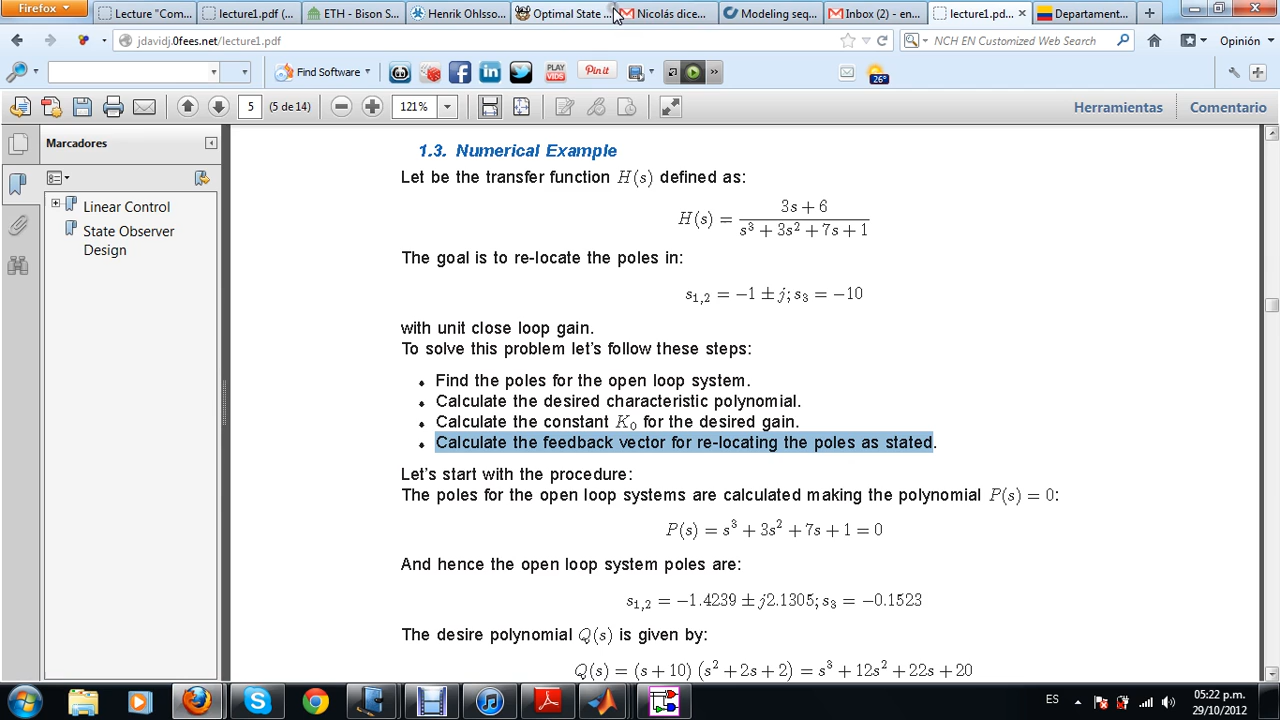 Firefox
Lecture "Com...
lecture1.pdf (...
ETH - Bison S...
Henrik Ohlsso...
Optimal State ...
Nicolás dice...
Modeling seq...
Inbox (2) - en...
lecture1.pd...
Departament...
jdavidj.0fees.net/lecture1.pdf
NCH EN Customized Web Search
Opinión
Find Software
PLAY VIDS
Pin it
26°
5 (5 de 14)
121%
Herramientas
Comentario
Marcadores
Linear Control
State Observer
Design
1.3. Numerical Example
Let be the transfer function H(s) defined as:
H(s) = \frac{3s + 6}{s^3 + 3s^2 + 7s + 1}
The goal is to re-locate the poles in:
s_{1,2} = −1 ± j; s_3 = −10
with unit close loop gain.
To solve this problem let's follow these steps:
• Find the poles for the open loop system.
• Calculate the desired characteristic polynomial.
• Calculate the constant K_0 for the desired gain.
• Calculate the feedback vector for re-locating the poles as stated.
Let's start with the procedure:
The poles for the open loop systems are calculated making the polynomial P(s) = 0:
P(s) = s^3 + 3s^2 + 7s + 1 = 0
And hence the open loop system poles are:
s_{1,2} = −1.4239 ± j2.1305; s_3 = −0.1523
The desire polynomial Q(s) is given by:
Q(s) = (s + 10) (s^2 + 2s + 2) = s^3 + 12s^2 + 22s + 20
ES
05:22 p.m.
29/10/2012